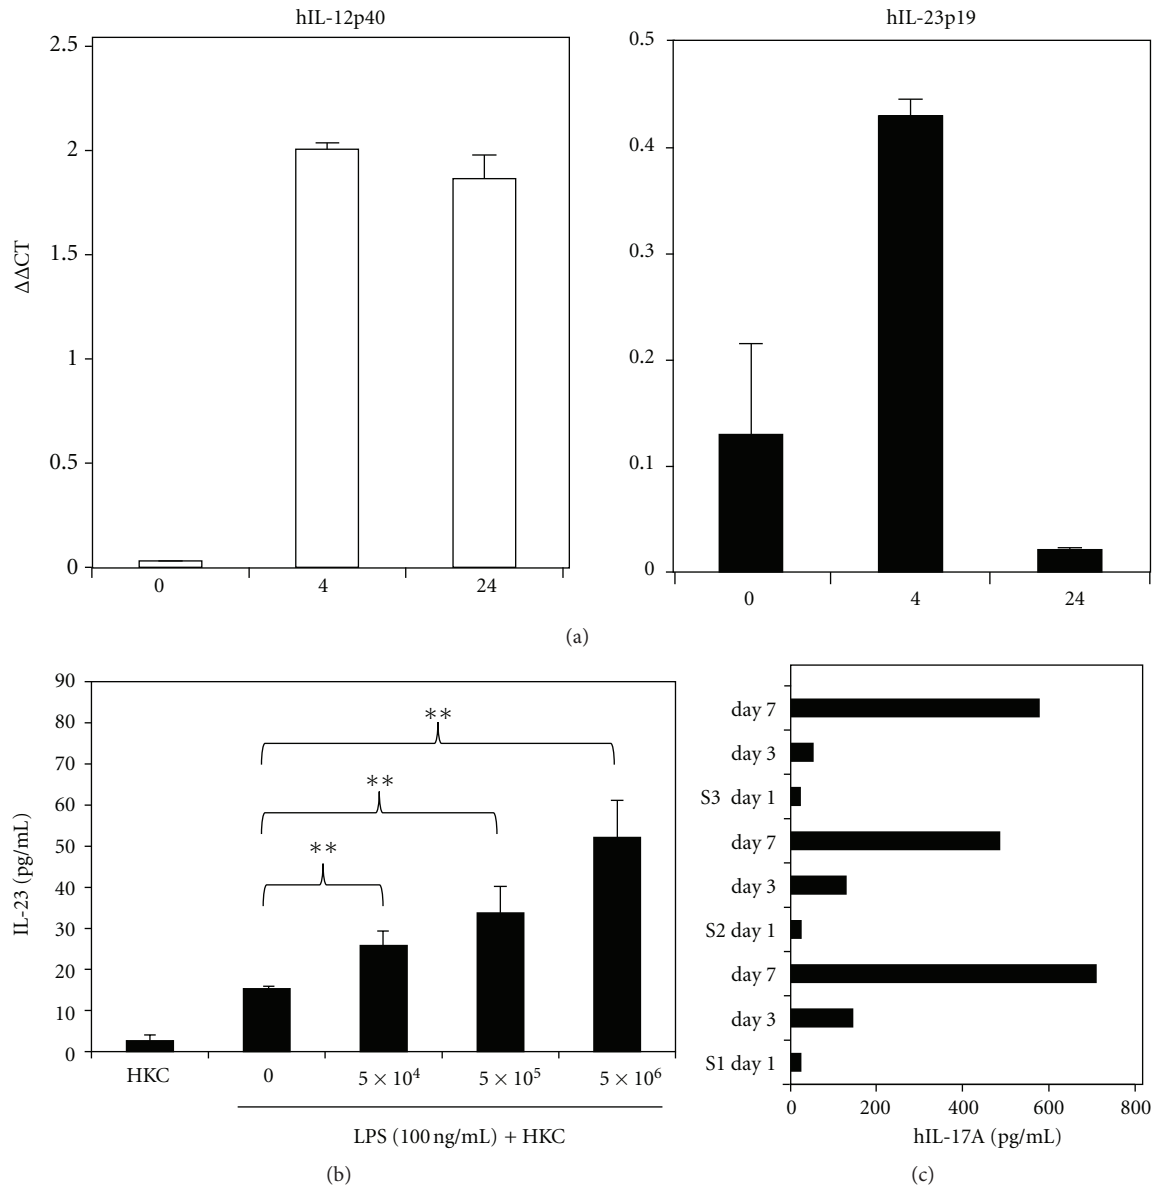 hIL-12p40
hIL-23p19
ΔΔCT
2.5
2
1.5
1
0.5
0
0 4 24
0.5
0.4
0.3
0.2
0.1
0
0 4 24
(a)
IL-23 (pg/mL)
90
80
70
60
50
40
30
20
10
0
**
**
**
HKC 0 5 × 10⁴ 5 × 10⁵ 5 × 10⁶
LPS (100 ng/mL) + HKC
(b)
day 7
day 3
S3 day 1
day 7
day 3
S2 day 1
day 7
day 3
S1 day 1
0 200 400 600 800
hIL-17A (pg/mL)
(c)